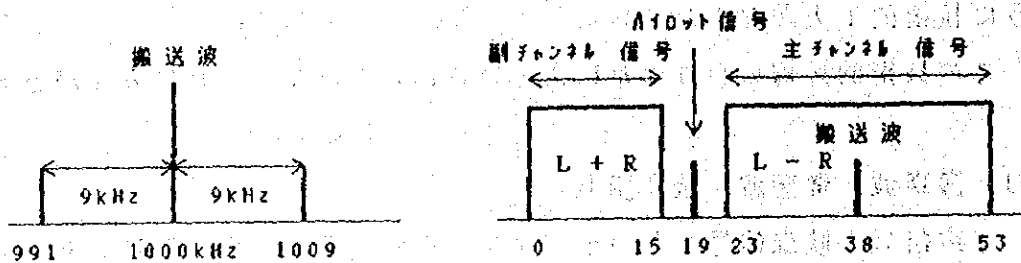 搬送波
9kHz
9kHz
991 1000kHz 1009
パイロット信号
副チャンネル 信号
主チャンネル 信号
L + R
搬送波
L - R
0 15 19 23 38 53